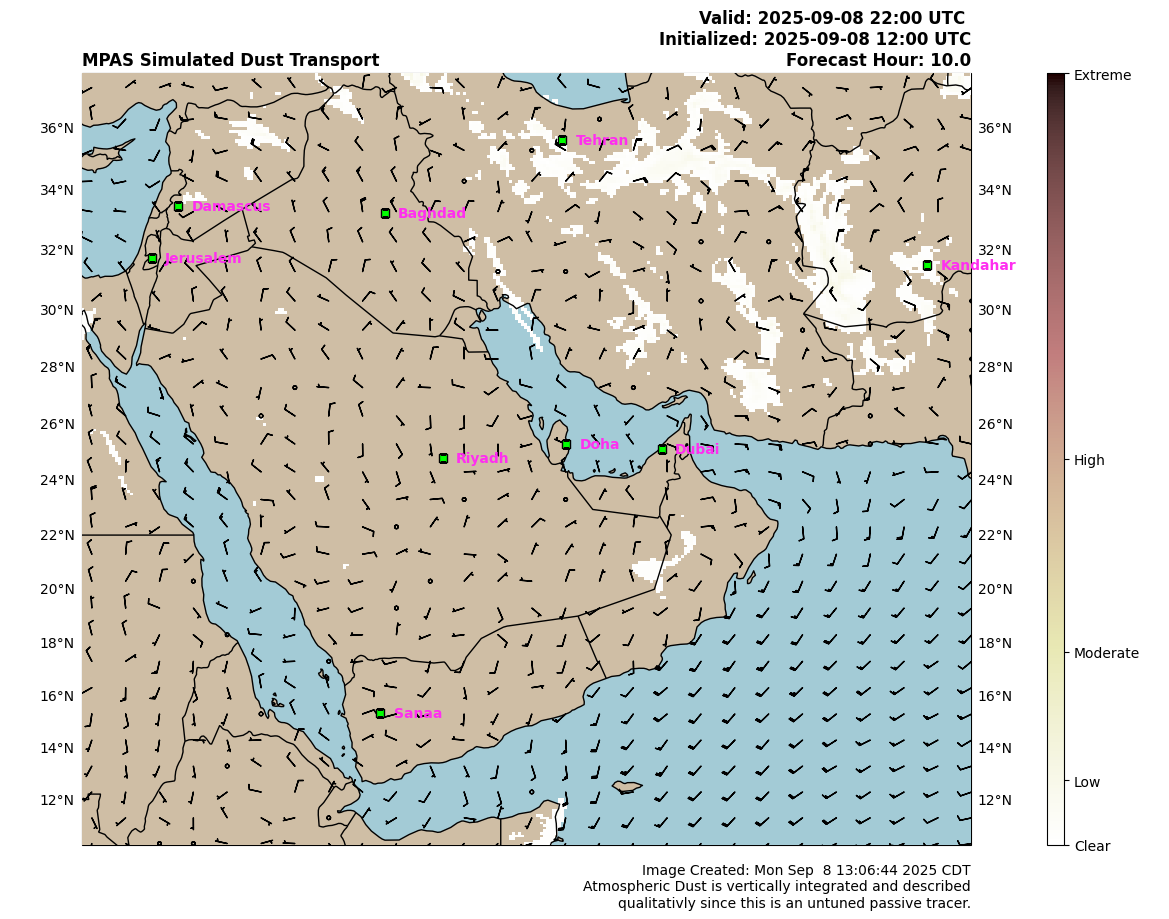 Valid: 2025-09-08 22:00 UTC
Initialized: 2025-09-08 12:00 UTC
MPAS Simulated Dust Transport Forecast Hour: 10.0
Extreme
36°N 36°N
Tehran
34°N 34°N
Damascus
Baghdad
32°N 32°N
Jerusalem
Kandahar
30°N 30°N
28°N 28°N
26°N 26°N
Doha
Dubai
Riyadh
High
24°N 24°N
22°N 22°N
20°N 20°N
18°N 18°N
Moderate
16°N 16°N
Sanaa
14°N 14°N
Low
12°N 12°N
Clear
Image Created: Mon Sep  8 13:06:44 2025 CDT
Atmospheric Dust is vertically integrated and described
qualitativly since this is an untuned passive tracer.